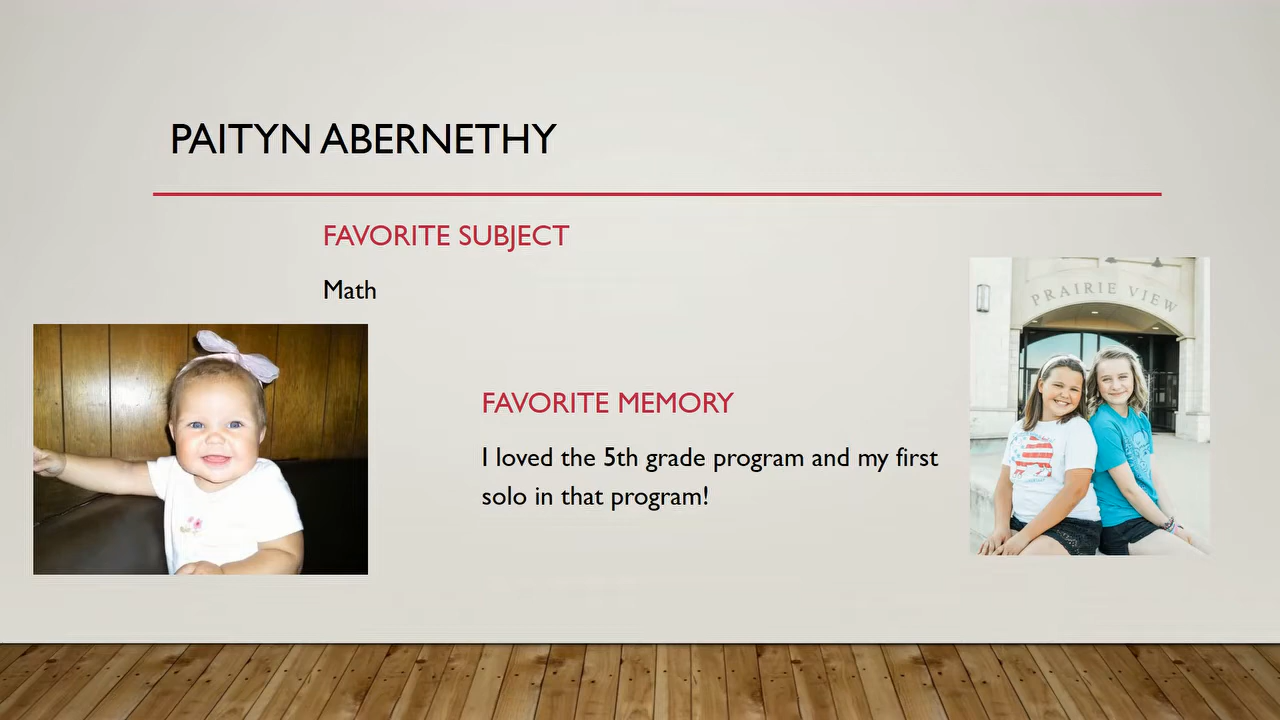 PAITYN ABERNETHY
FAVORITE SUBJECT
Math
PRAIRIE VIEW
FAVORITE MEMORY
I loved the 5th grade program and my first
solo in that program!